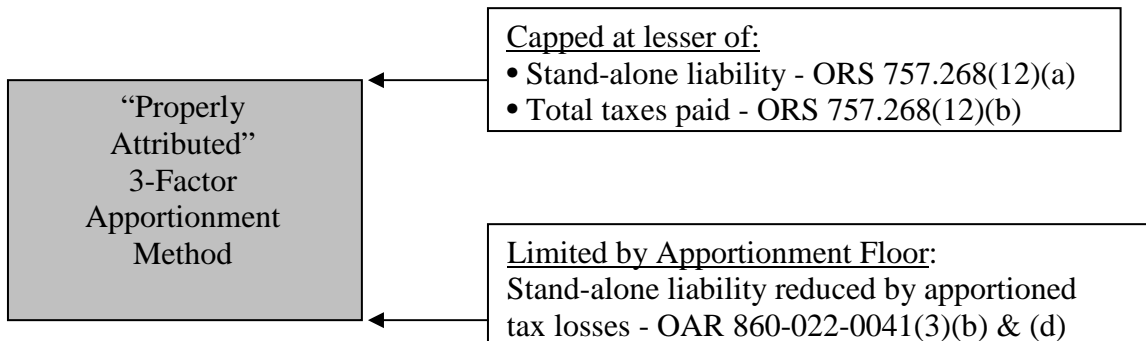 “Properly
Attributed”
3-Factor
Apportionment
Method
Capped at lesser of:
• Stand-alone liability - ORS 757.268(12)(a)
• Total taxes paid - ORS 757.268(12)(b)
Limited by Apportionment Floor:
Stand-alone liability reduced by apportioned
tax losses - OAR 860-022-0041(3)(b) & (d)